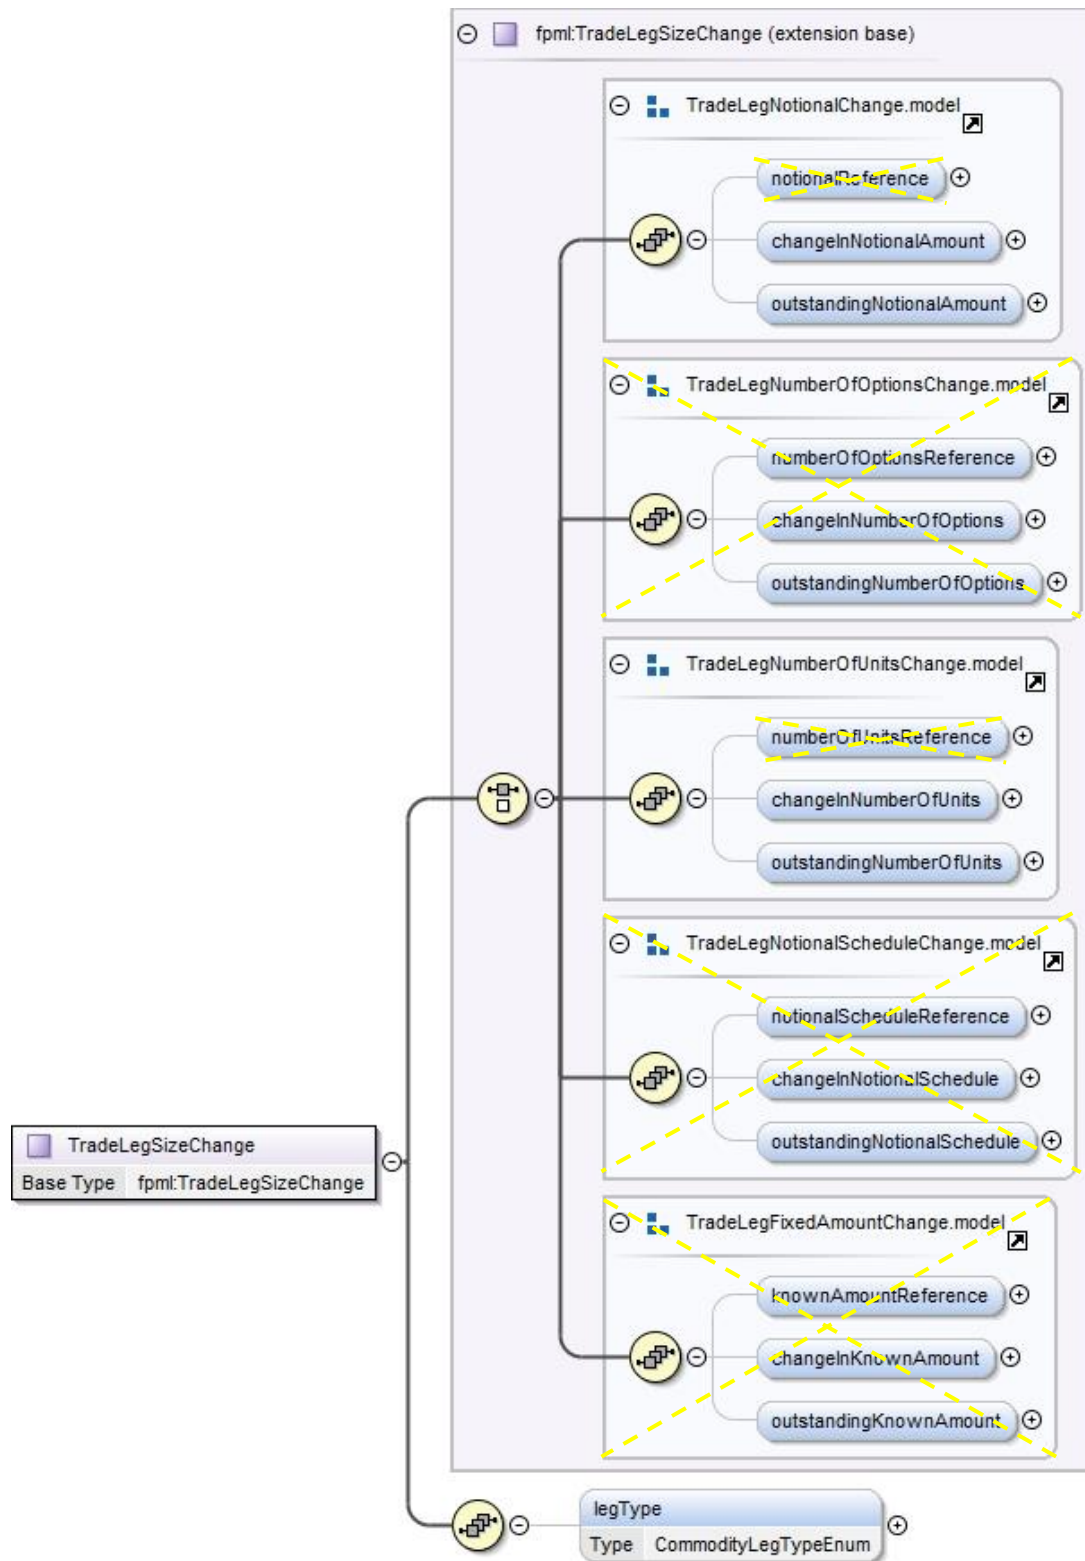 fpml:TradeLegSizeChange (extension base)
TradeLegNotionalChange.model
notionalReference
changeInNotionalAmount
outstandingNotionalAmount
TradeLegNumberOfOptionsChange.model
numberOfOptionsReference
changeInNumberOfOptions
outstandingNumberOfOptions
TradeLegNumberOfUnitsChange.model
numberOfUnitsReference
changeInNumberOfUnits
outstandingNumberOfUnits
TradeLegNotionalScheduleChange.model
notionalScheduleReference
changeInNotionalSchedule
outstandingNotionalSchedule
TradeLegSizeChange
Base Type fpml:TradeLegSizeChange
TradeLegFixedAmountChange.model
knownAmountReference
changeInKnownAmount
outstandingKnownAmount
legType
Type CommodityLegTypeEnum